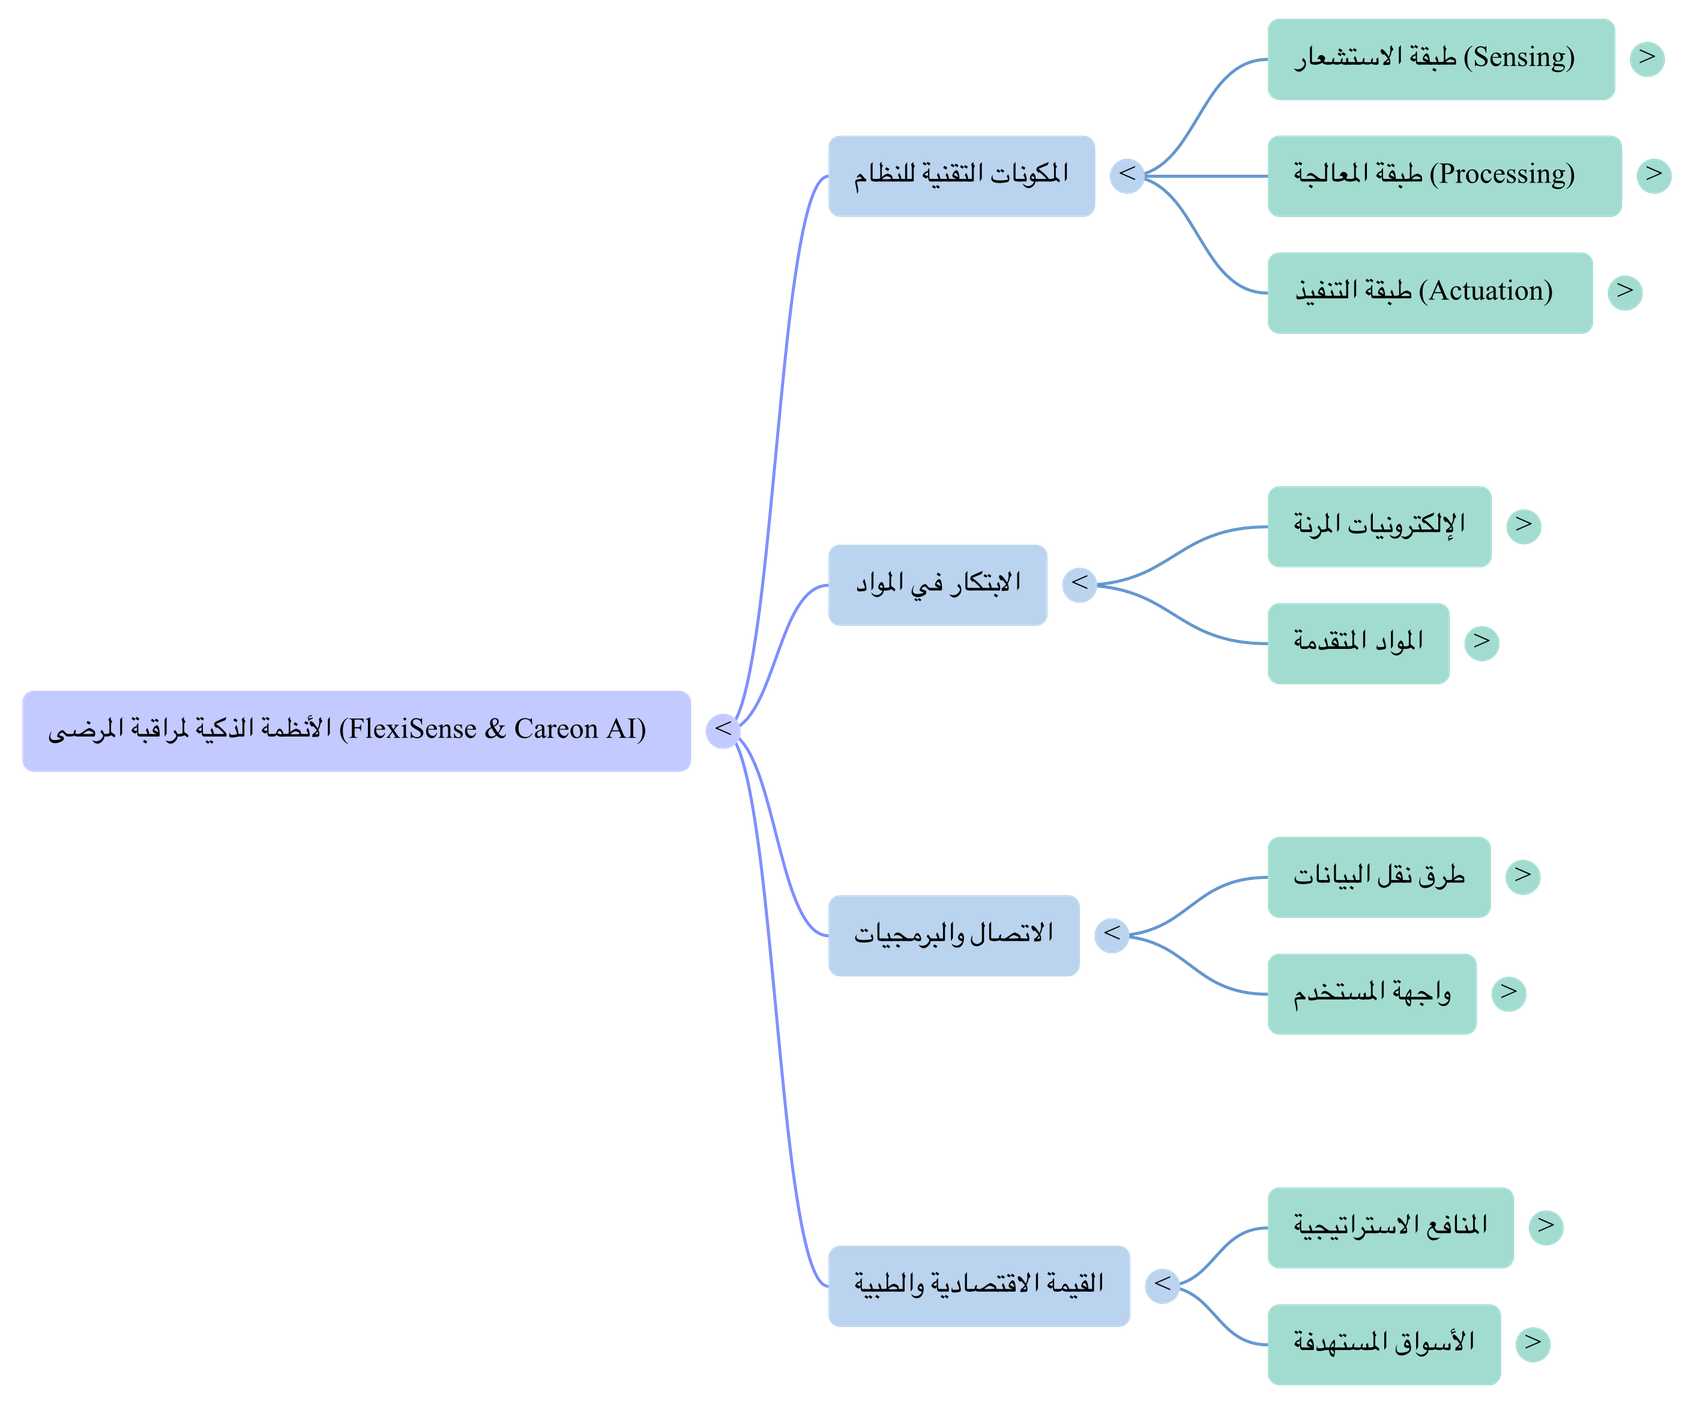 الأنظمة الذكية لمراقبة المرضى (FlexiSense & Careon AI)
<
المكونات التقنية للنظام
<
طبقة الاستشعار (Sensing)
>
طبقة المعالجة (Processing)
>
طبقة التنفيذ (Actuation)
>
الابتكار في المواد
<
الإلكترونيات المرنة
>
المواد المتقدمة
>
الاتصال والبرمجيات
<
طرق نقل البيانات
>
واجهة المستخدم
>
القيمة الاقتصادية والطبية
<
المنافع الاستراتيجية
>
الأسواق المستهدفة
>